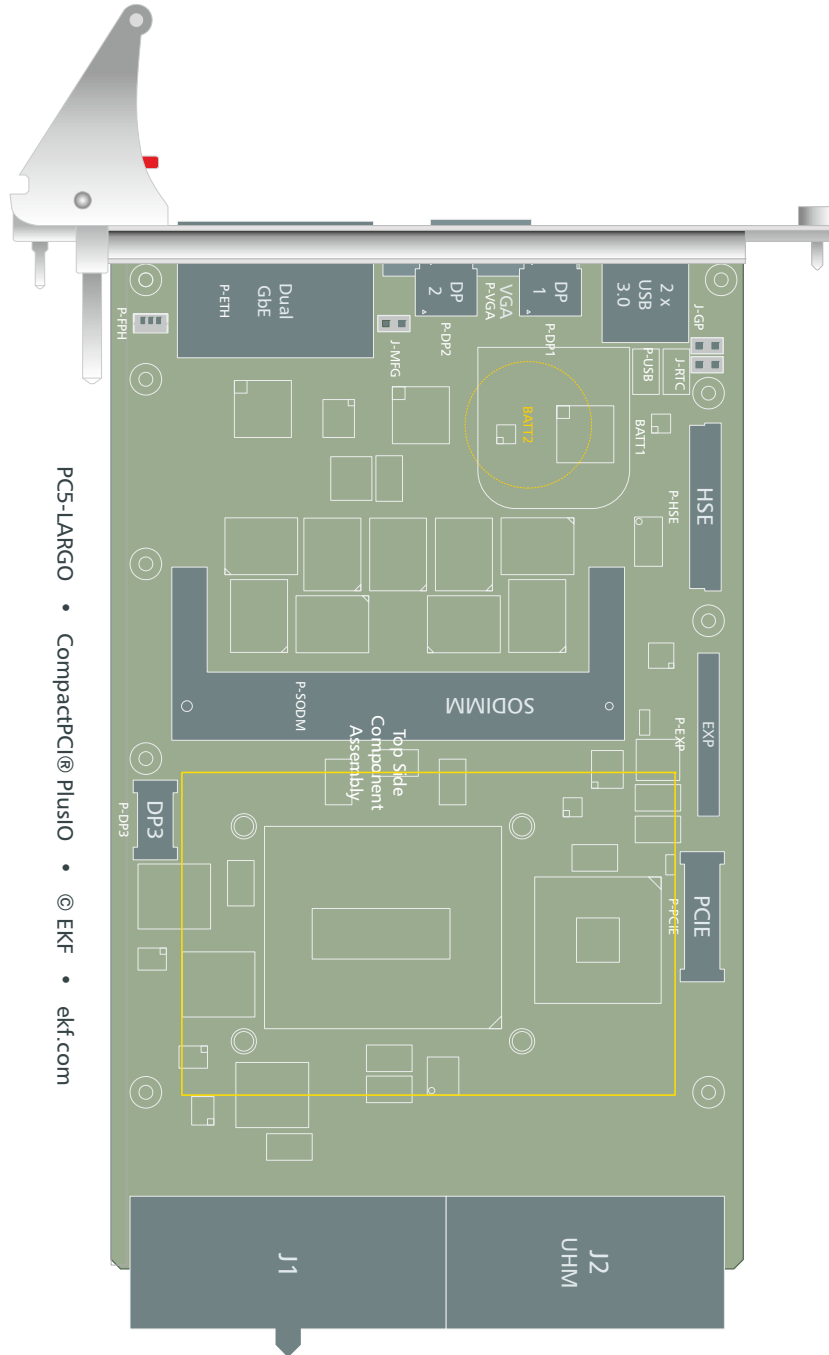 Dual
GbE
P-ETH
P-FPH
DP
2
P-DP2
VGA
P-VGA
DP
1
P-DP1
2 x
USB
3.0
J-GP
J-MFG
P-USB
J-RTC
BATT2
BATT1
HSE
P-HSE
SODIMM
P-SODM
EXP
P-EXP
Top Side
Component
Assembly
DP3
P-DP3
PCIE
P-PCIE
J1
J2
UHM
PC5-LARGO • CompactPCI® PlusIO • © EKF • ekf.com